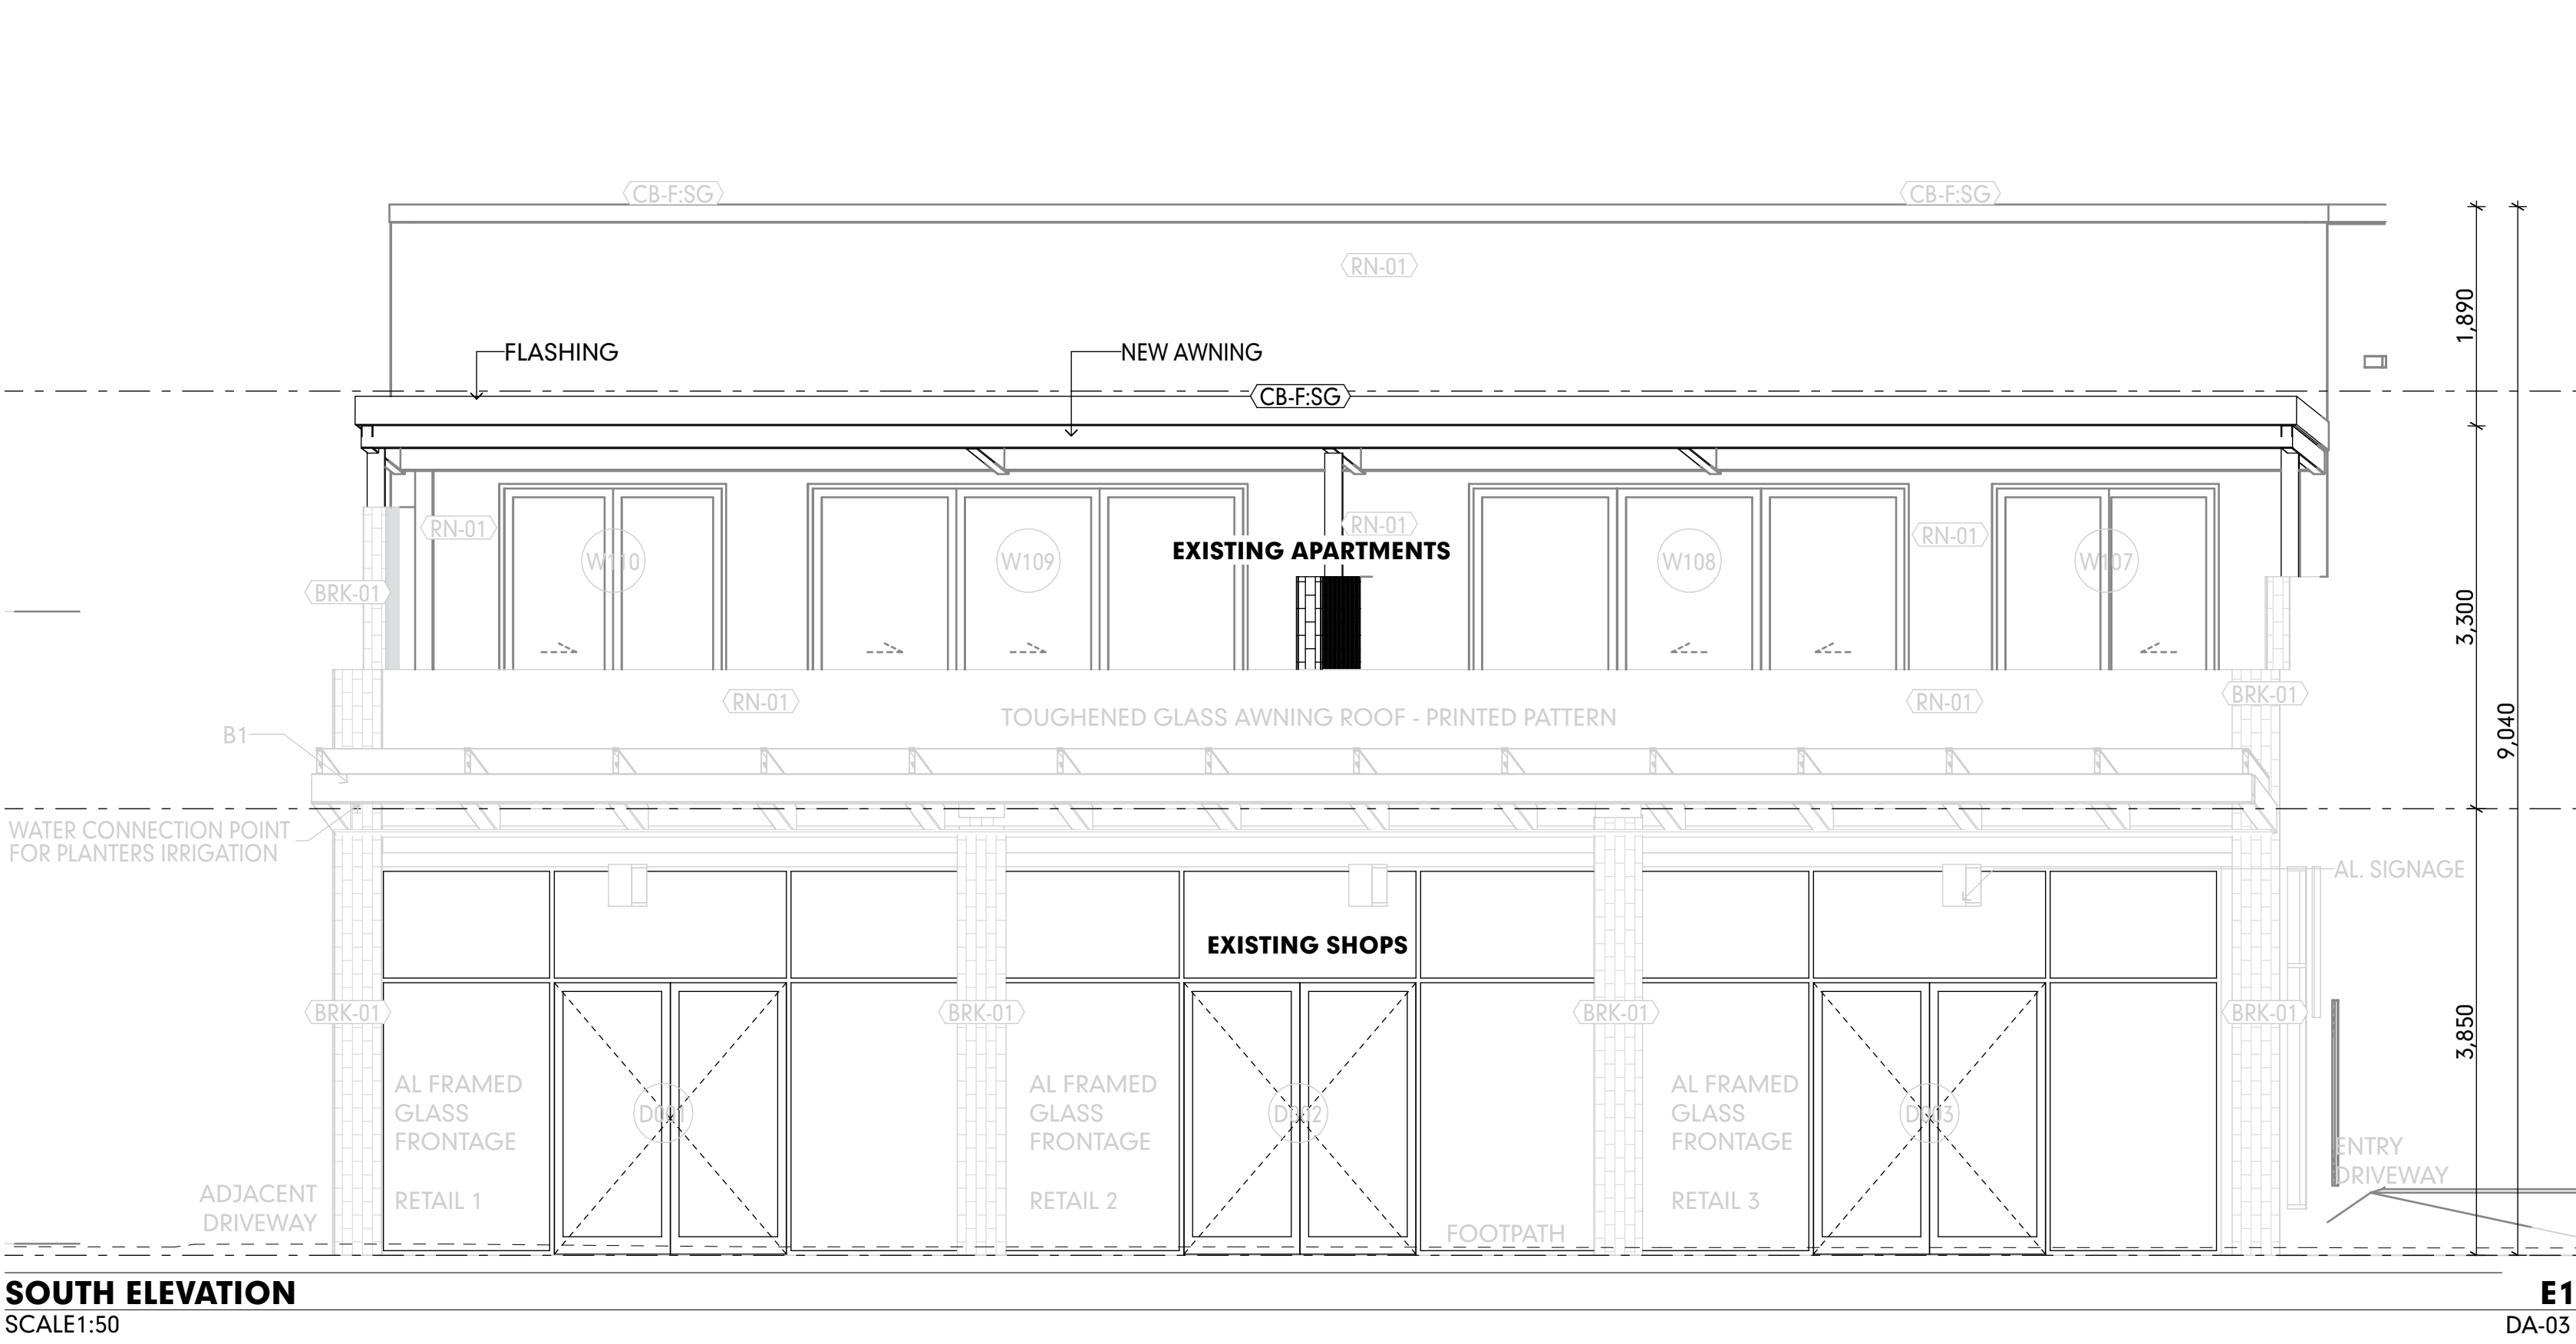 CB-F:SG
CB-F:SG
RN-01
1,890
FLASHING
NEW AWNING
CB-F:SG
RN-01
RN-01
RN-01
EXISTING APARTMENTS
W110
W109
W108
W107
BRK-01
3,300
RN-01
RN-01
BRK-01
TOUGHENED GLASS AWNING ROOF - PRINTED PATTERN
B1
9,040
WATER CONNECTION POINT
FOR PLANTERS IRRIGATION
AL. SIGNAGE
EXISTING SHOPS
BRK-01
BRK-01
BRK-01
BRK-01
3,850
AL FRAMED
GLASS
FRONTAGE
RETAIL 1
D001
AL FRAMED
GLASS
FRONTAGE
RETAIL 2
D002
AL FRAMED
GLASS
FRONTAGE
RETAIL 3
D003
ENTRY
DRIVEWAY
ADJACENT
DRIVEWAY
FOOTPATH
SOUTH ELEVATION
E1
SCALE1:50
DA-03